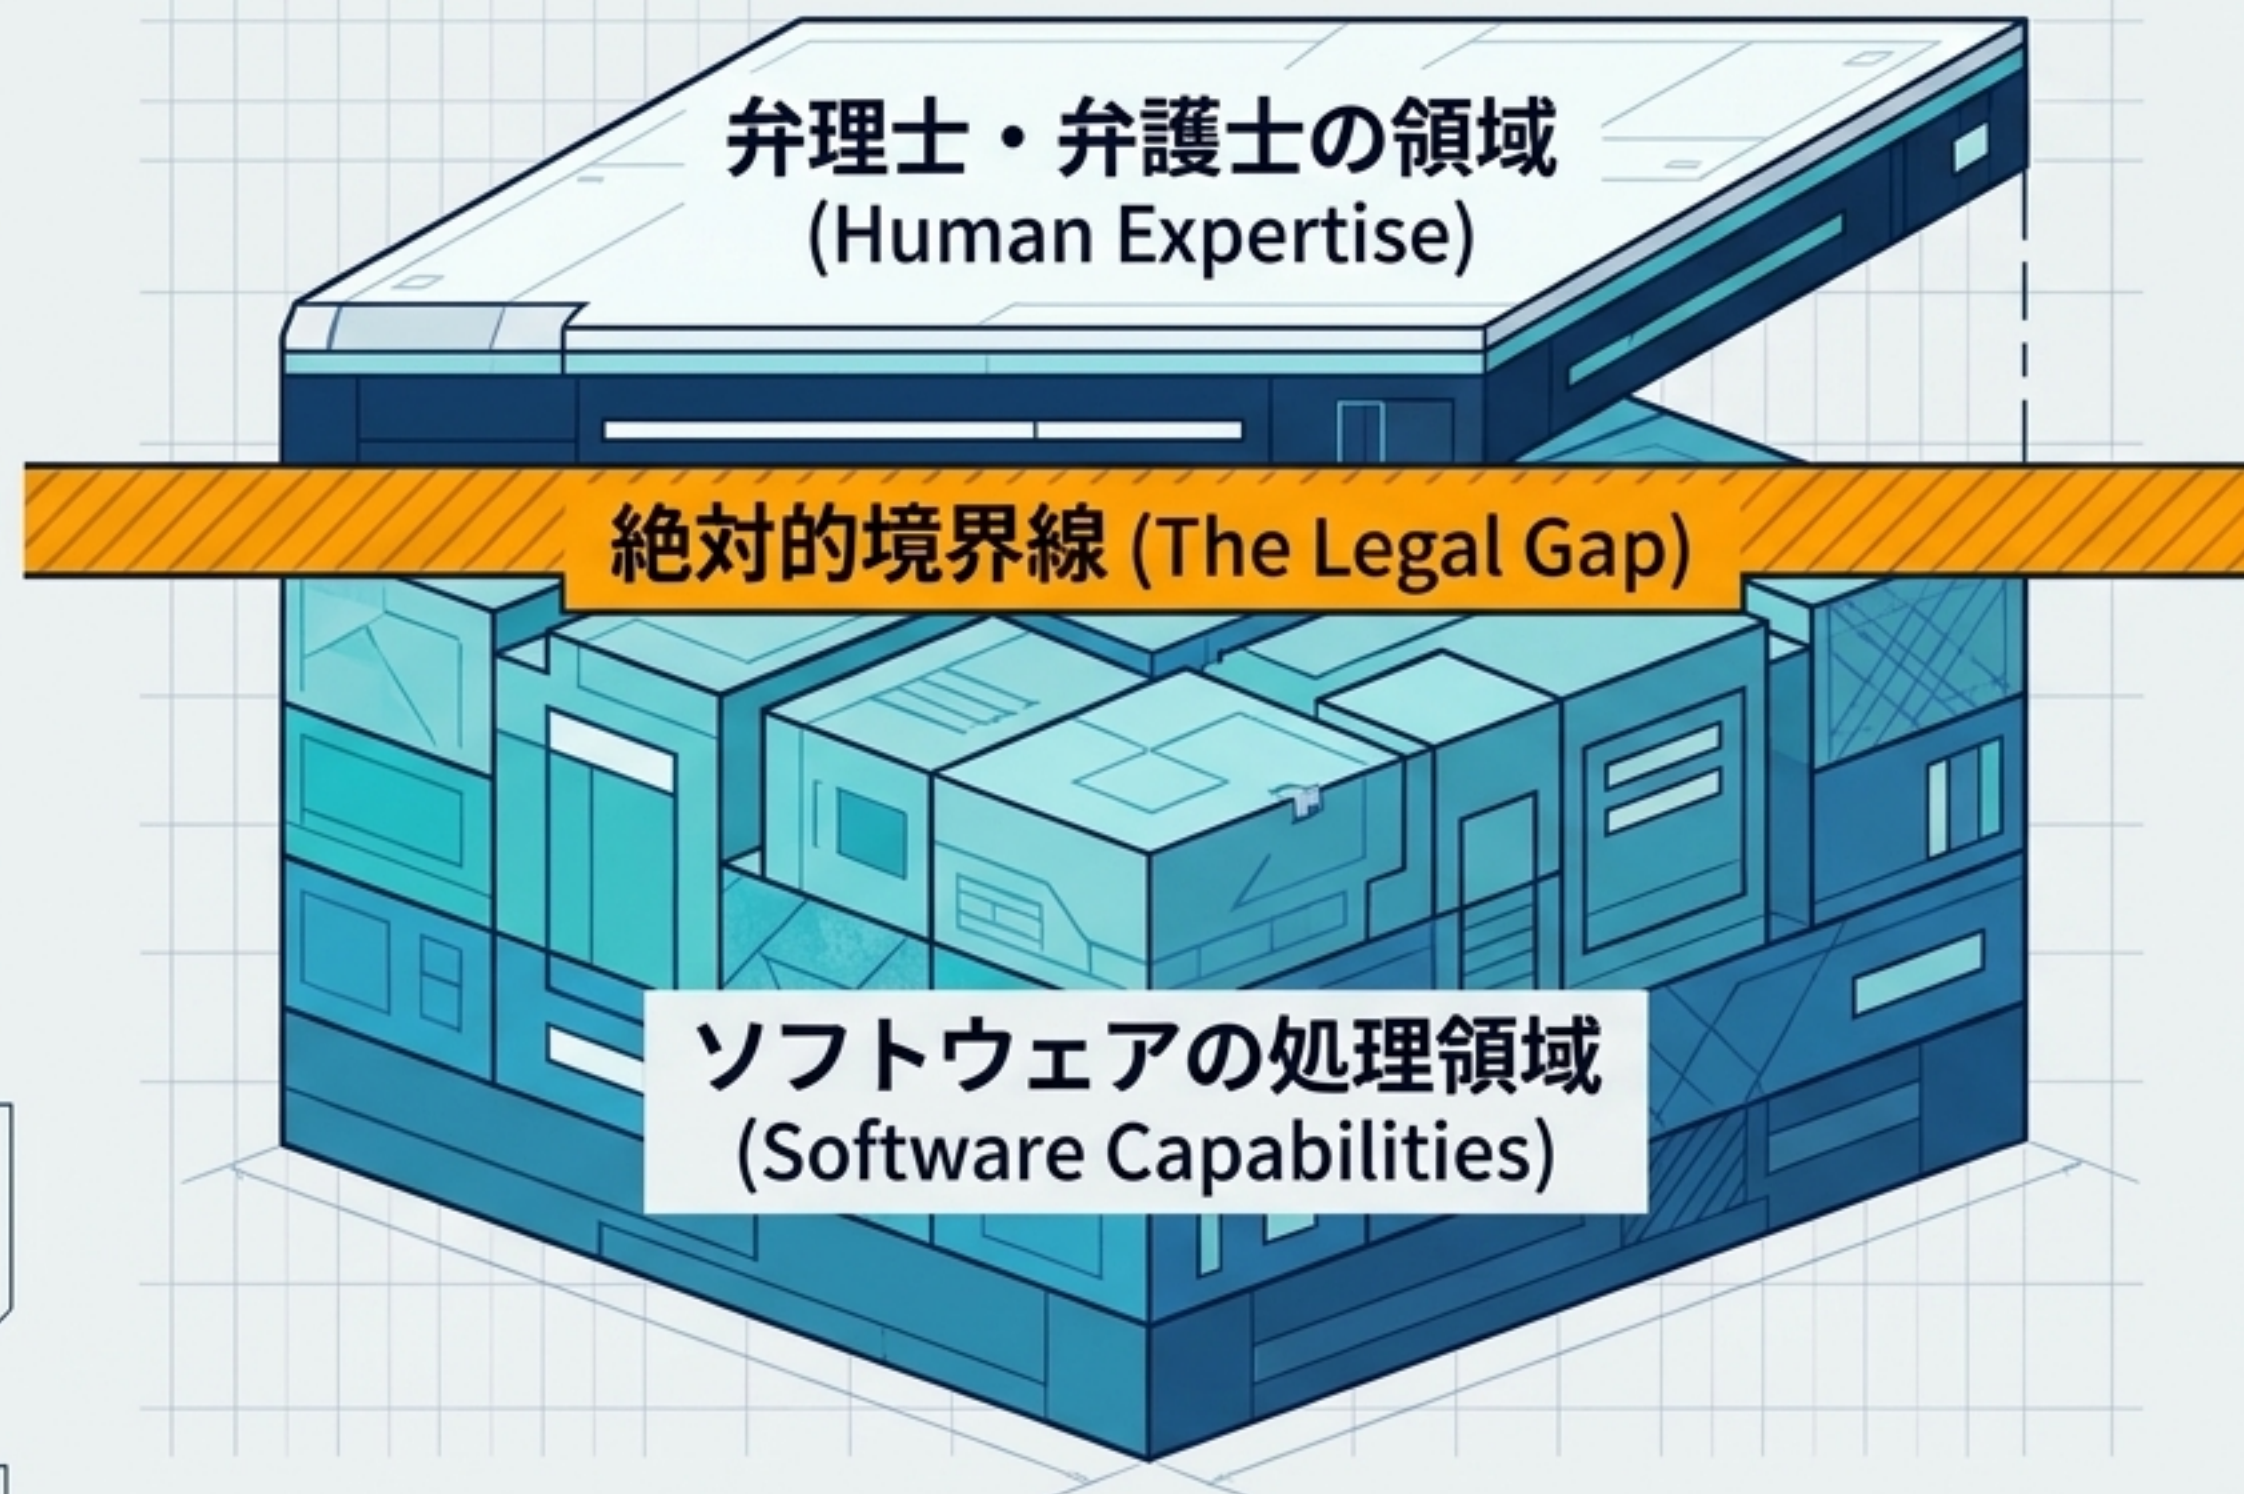 弁理士・弁護士の領域
(Human Expertise)
絶対的境界線 (The Legal Gap)
ソフトウェアの処理領域
(Software Capabilities)